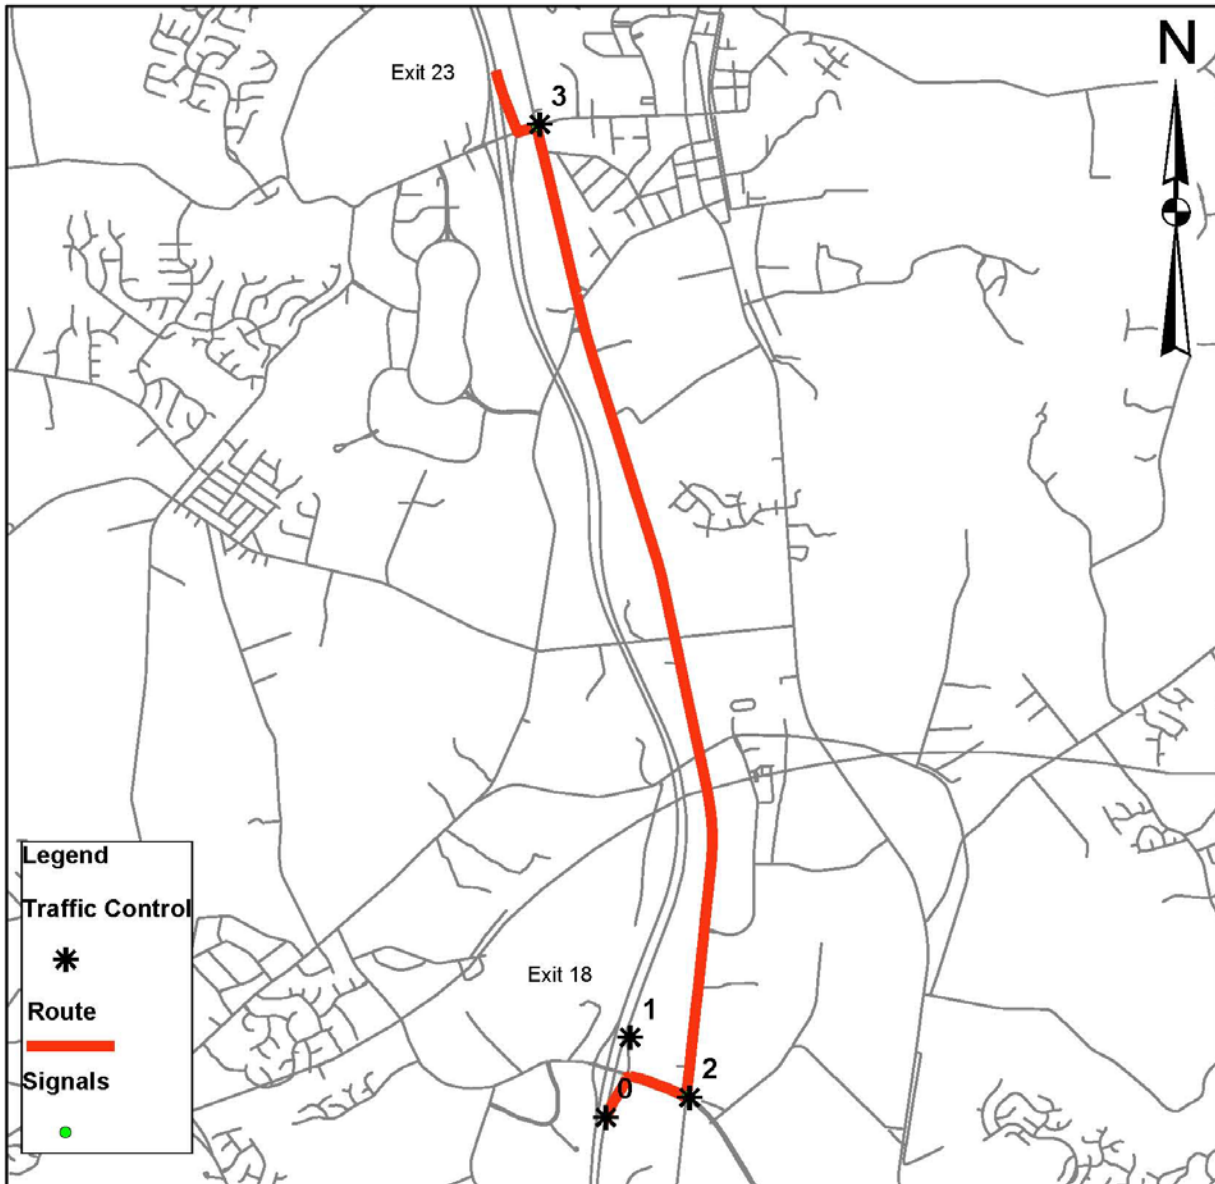 N
Exit 23
3
Legend
Traffic Control
Route
Signals
Exit 18
1
0
2